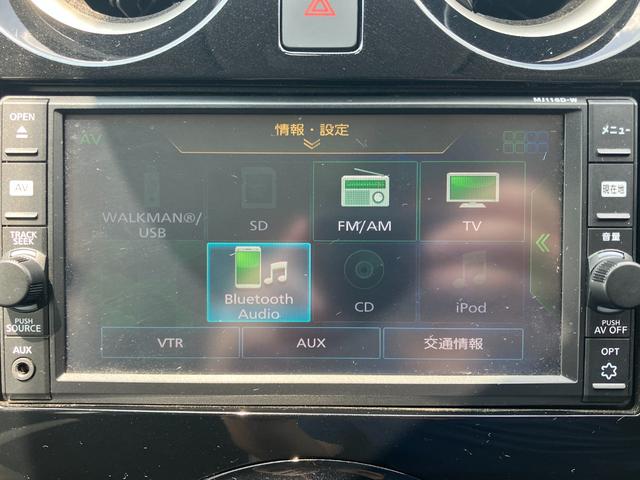 MJ116D-W
OPEN
AV
TRACK
SEEK
PUSH
SOURCE
AUX
AV
情報・設定
WALKMAN®/
USB
SD
FM/AM
TV
Bluetooth
Audio
CD
iPod
VTR
AUX
交通情報
メニュー
現在地
音量
PUSH
AV OFF
OPT